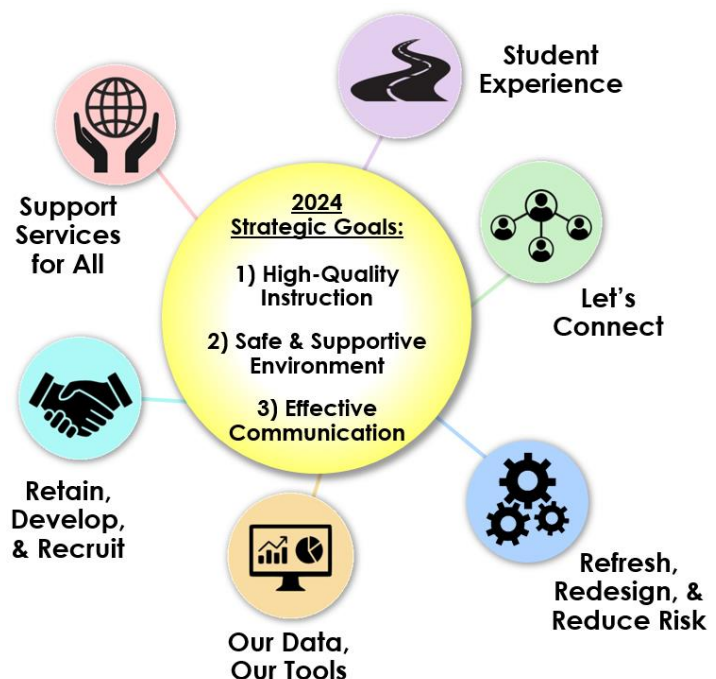 Student
Experience
Support
Services
for All
2024
Strategic Goals:
1) High-Quality
Instruction
2) Safe & Supportive
Environment
3) Effective
Communication
Let's
Connect
Retain,
Develop,
& Recruit
Refresh,
Redesign, &
Reduce Risk
Our Data,
Our Tools